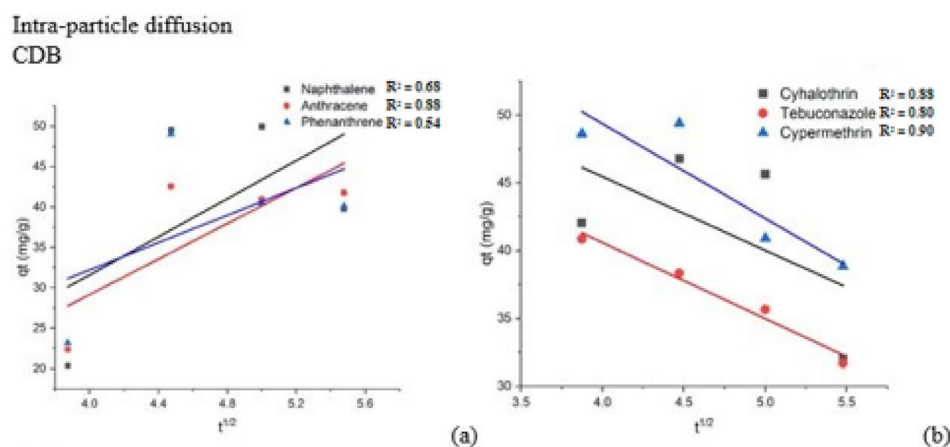 Intra-particle diffusion
CDB
Naphthalene R² = 0.68
Anthracene R² = 0.88
Phenanthrene R² = 0.54
50
45
40
35
30
25
20
qt (mg/g)
4.0 4.4 4.8 5.2 5.6
t^1/2
(a)
Cyhalothrin R² = 0.88
Tebuconazole R² = 0.80
Cypermethrin R² = 0.90
50
45
40
35
30
qt (mg/g)
3.5 4.0 4.5 5.0 5.5
t^1/2
(b)